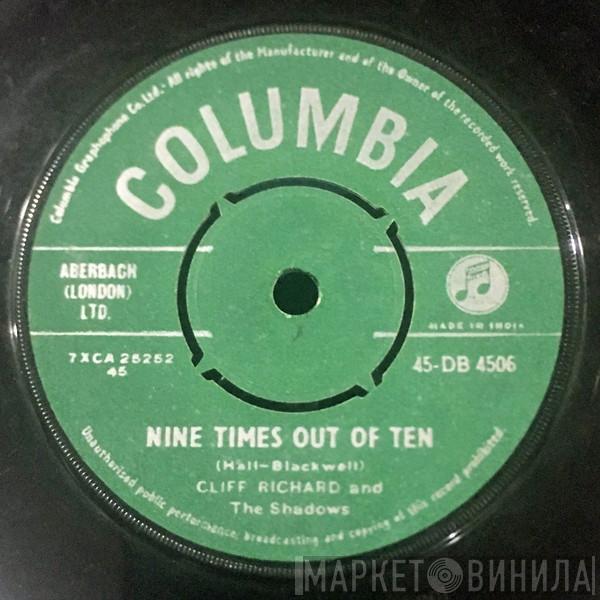 Columbia Graphophone Co. Ltd. - All rights of the Manufacturer and of the Owner of the recorded work reserved.
COLUMBIA
ABERBACH
(LONDON)
LTD.
MADE IN INDIA
7XCA 25252
45
45-DB 4506
NINE TIMES OUT OF TEN
(Hall-Blackwell)
CLIFF RICHARD and
The Shadows
Unauthorised public performance, broadcasting and copying of this record prohibited.
МАРКЕТ ВИНИЛА